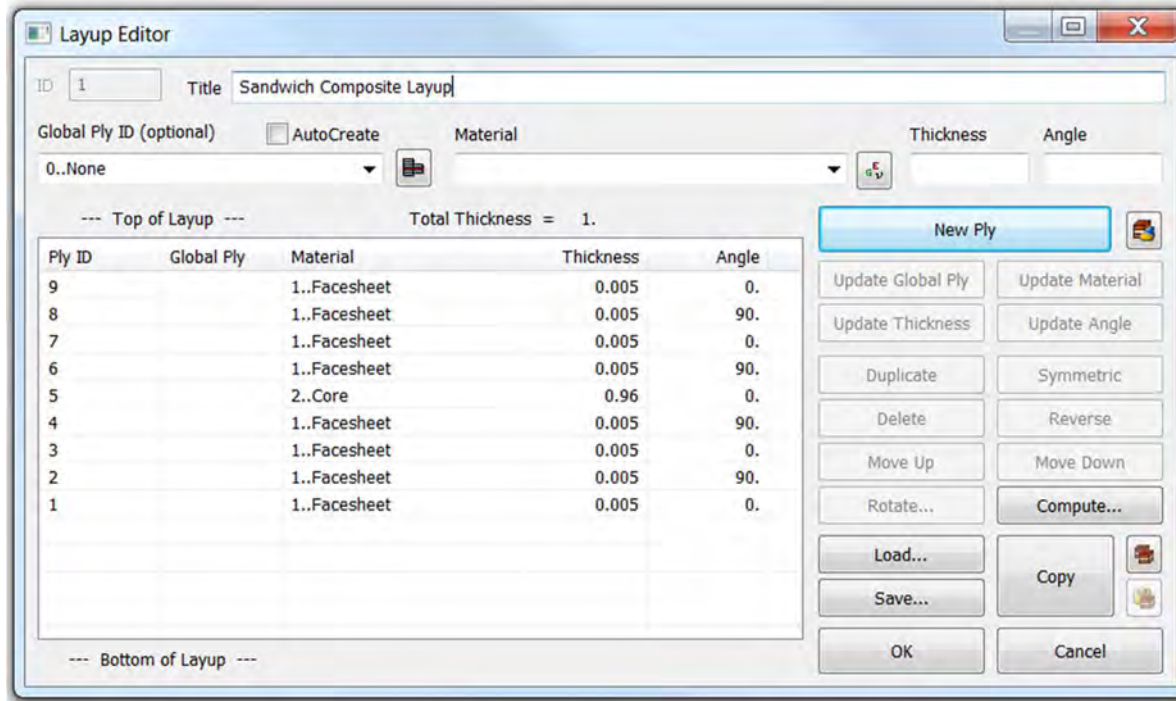 Layup Editor
ID 1 Title Sandwich Composite Layup
Global Ply ID (optional) AutoCreate Material Thickness Angle
0..None
--- Top of Layup --- Total Thickness = 1.
New Ply
Ply ID Global Ply Material Thickness Angle
9 1..Facesheet 0.005 0.
8 1..Facesheet 0.005 90.
7 1..Facesheet 0.005 0.
6 1..Facesheet 0.005 90.
5 2..Core 0.96 0.
4 1..Facesheet 0.005 90.
3 1..Facesheet 0.005 0.
2 1..Facesheet 0.005 90.
1 1..Facesheet 0.005 0.
Update Global Ply Update Material
Update Thickness Update Angle
Duplicate Symmetric
Delete Reverse
Move Up Move Down
Rotate... Compute...
Load... Copy
Save...
OK Cancel
--- Bottom of Layup ---